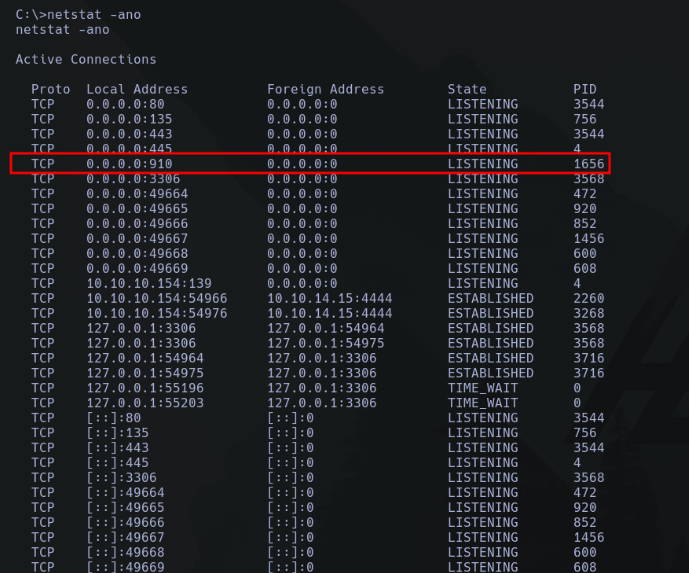 C:\>netstat -ano
netstat -ano
Active Connections
Proto Local Address Foreign Address State PID
TCP 0.0.0.0:80 0.0.0.0:0 LISTENING 3544
TCP 0.0.0.0:135 0.0.0.0:0 LISTENING 756
TCP 0.0.0.0:443 0.0.0.0:0 LISTENING 3544
TCP 0.0.0.0:445 0.0.0.0:0 LISTENING 4
TCP 0.0.0.0:910 0.0.0.0:0 LISTENING 1656
TCP 0.0.0.0:3306 0.0.0.0:0 LISTENING 3568
TCP 0.0.0.0:49664 0.0.0.0:0 LISTENING 472
TCP 0.0.0.0:49665 0.0.0.0:0 LISTENING 920
TCP 0.0.0.0:49666 0.0.0.0:0 LISTENING 852
TCP 0.0.0.0:49667 0.0.0.0:0 LISTENING 1456
TCP 0.0.0.0:49668 0.0.0.0:0 LISTENING 600
TCP 0.0.0.0:49669 0.0.0.0:0 LISTENING 608
TCP 10.10.10.154:139 0.0.0.0:0 LISTENING 4
TCP 10.10.10.154:54966 10.10.14.15:4444 ESTABLISHED 2260
TCP 10.10.10.154:54976 10.10.14.15:4444 ESTABLISHED 3268
TCP 127.0.0.1:3306 127.0.0.1:54964 ESTABLISHED 3568
TCP 127.0.0.1:3306 127.0.0.1:54975 ESTABLISHED 3568
TCP 127.0.0.1:54964 127.0.0.1:3306 ESTABLISHED 3716
TCP 127.0.0.1:54975 127.0.0.1:3306 ESTABLISHED 3716
TCP 127.0.0.1:55196 127.0.0.1:3306 TIME_WAIT 0
TCP 127.0.0.1:55203 127.0.0.1:3306 TIME_WAIT 0
TCP [::]:80 [::]:0 LISTENING 3544
TCP [::]:135 [::]:0 LISTENING 756
TCP [::]:443 [::]:0 LISTENING 3544
TCP [::]:445 [::]:0 LISTENING 4
TCP [::]:3306 [::]:0 LISTENING 3568
TCP [::]:49664 [::]:0 LISTENING 472
TCP [::]:49665 [::]:0 LISTENING 920
TCP [::]:49666 [::]:0 LISTENING 852
TCP [::]:49667 [::]:0 LISTENING 1456
TCP [::]:49668 [::]:0 LISTENING 600
TCP [::]:49669 [::]:0 LISTENING 608